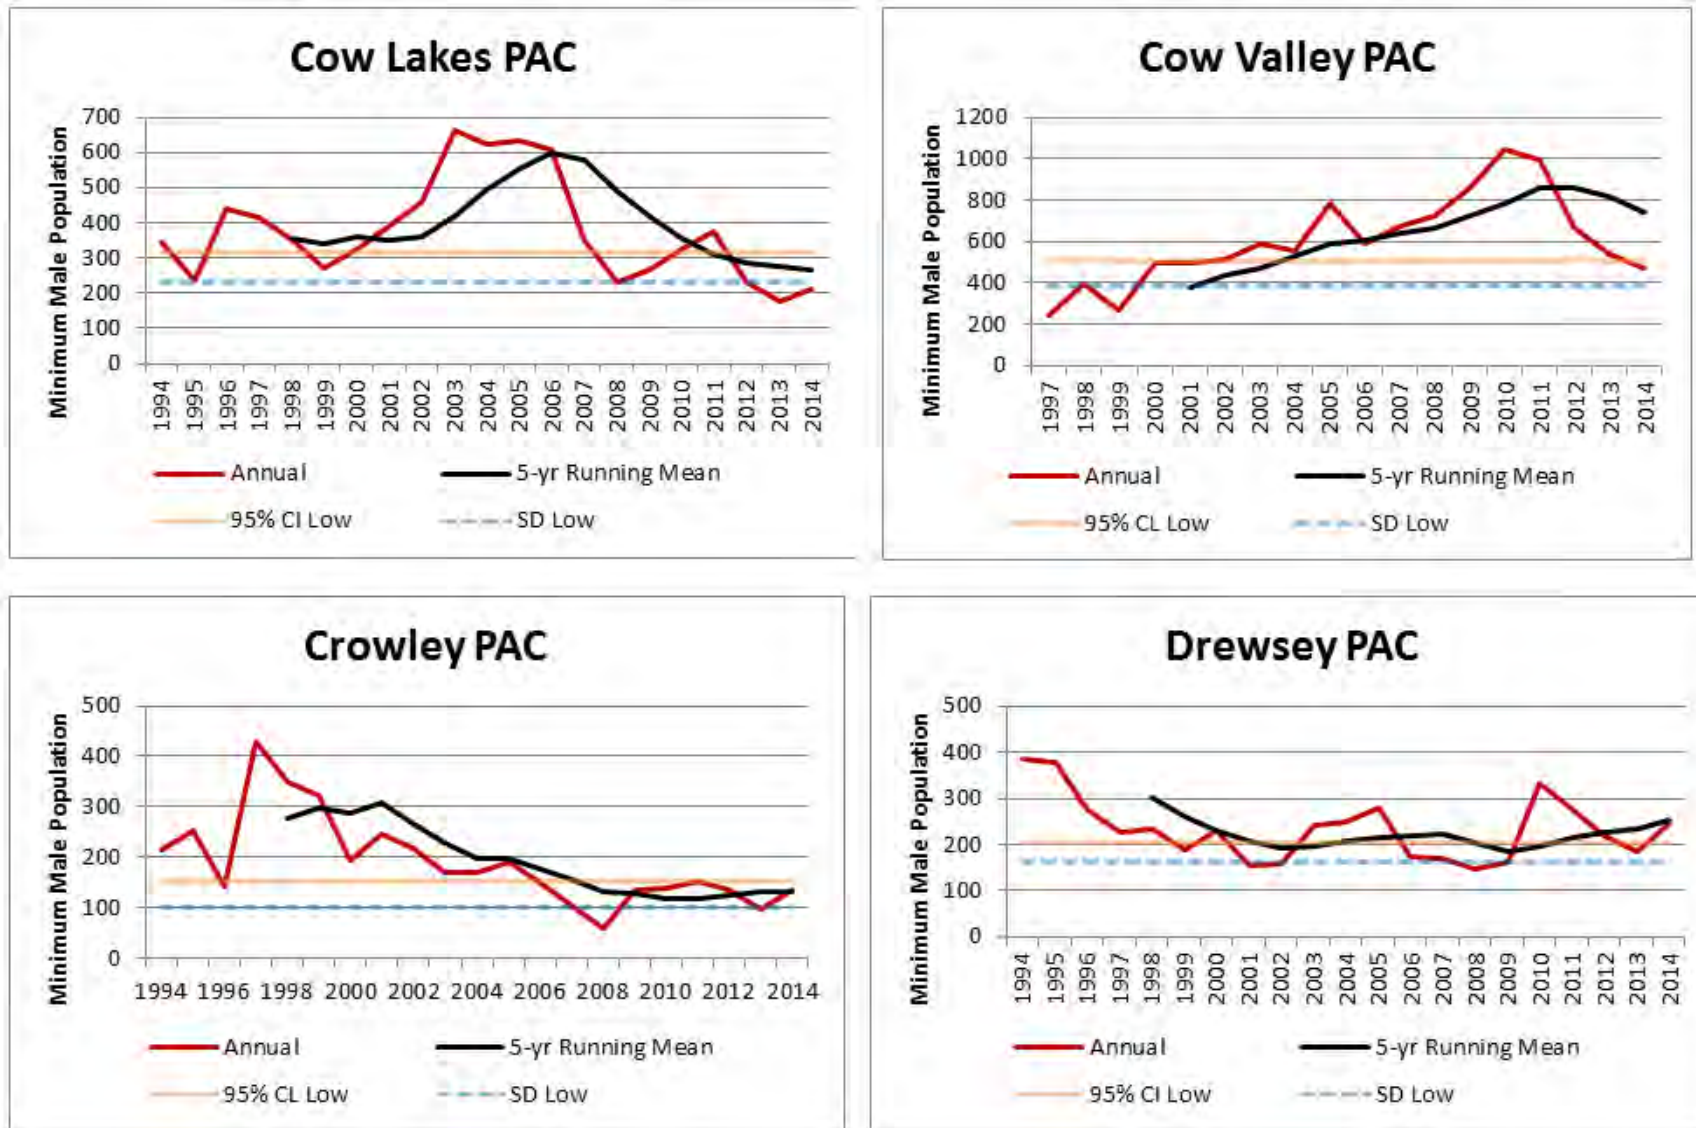 Cow Lakes PAC
Minimum Male Population
700
600
500
400
300
200
100
0
1994 1995 1996 1997 1998 1999 2000 2001 2002 2003 2004 2005 2006 2007 2008 2009 2010 2011 2012 2013 2014
Annual 5-yr Running Mean
95% CI Low SD Low
Cow Valley PAC
Minimum Male Population
1200
1000
800
600
400
200
0
1997 1998 1999 2000 2001 2002 2003 2004 2005 2006 2007 2008 2009 2010 2011 2012 2013 2014
Annual 5-yr Running Mean
95% CL Low SD Low
Crowley PAC
Minimum Male Population
500
400
300
200
100
0
1994 1996 1998 2000 2002 2004 2006 2008 2010 2012 2014
Annual 5-yr Running Mean
95% CL Low SD Low
Drewsey PAC
Minimum Male Population
500
400
300
200
100
0
1994 1995 1996 1997 1998 1999 2000 2001 2002 2003 2004 2005 2006 2007 2008 2009 2010 2011 2012 2013 2014
Annual 5-yr Running Mean
95% CL Low SD Low